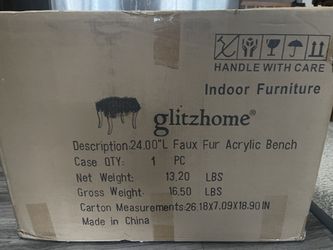 HANDLE WITH CARE
Indoor Furniture
glitzhome®
Description:24.00"L Faux Fur Acrylic Bench
Case QTY: 1 PC
Net Weight: 13.20 LBS
Gross Weight: 16.50 LBS
Carton Measurements:26.18X7.09X18.90 IN
Made in China